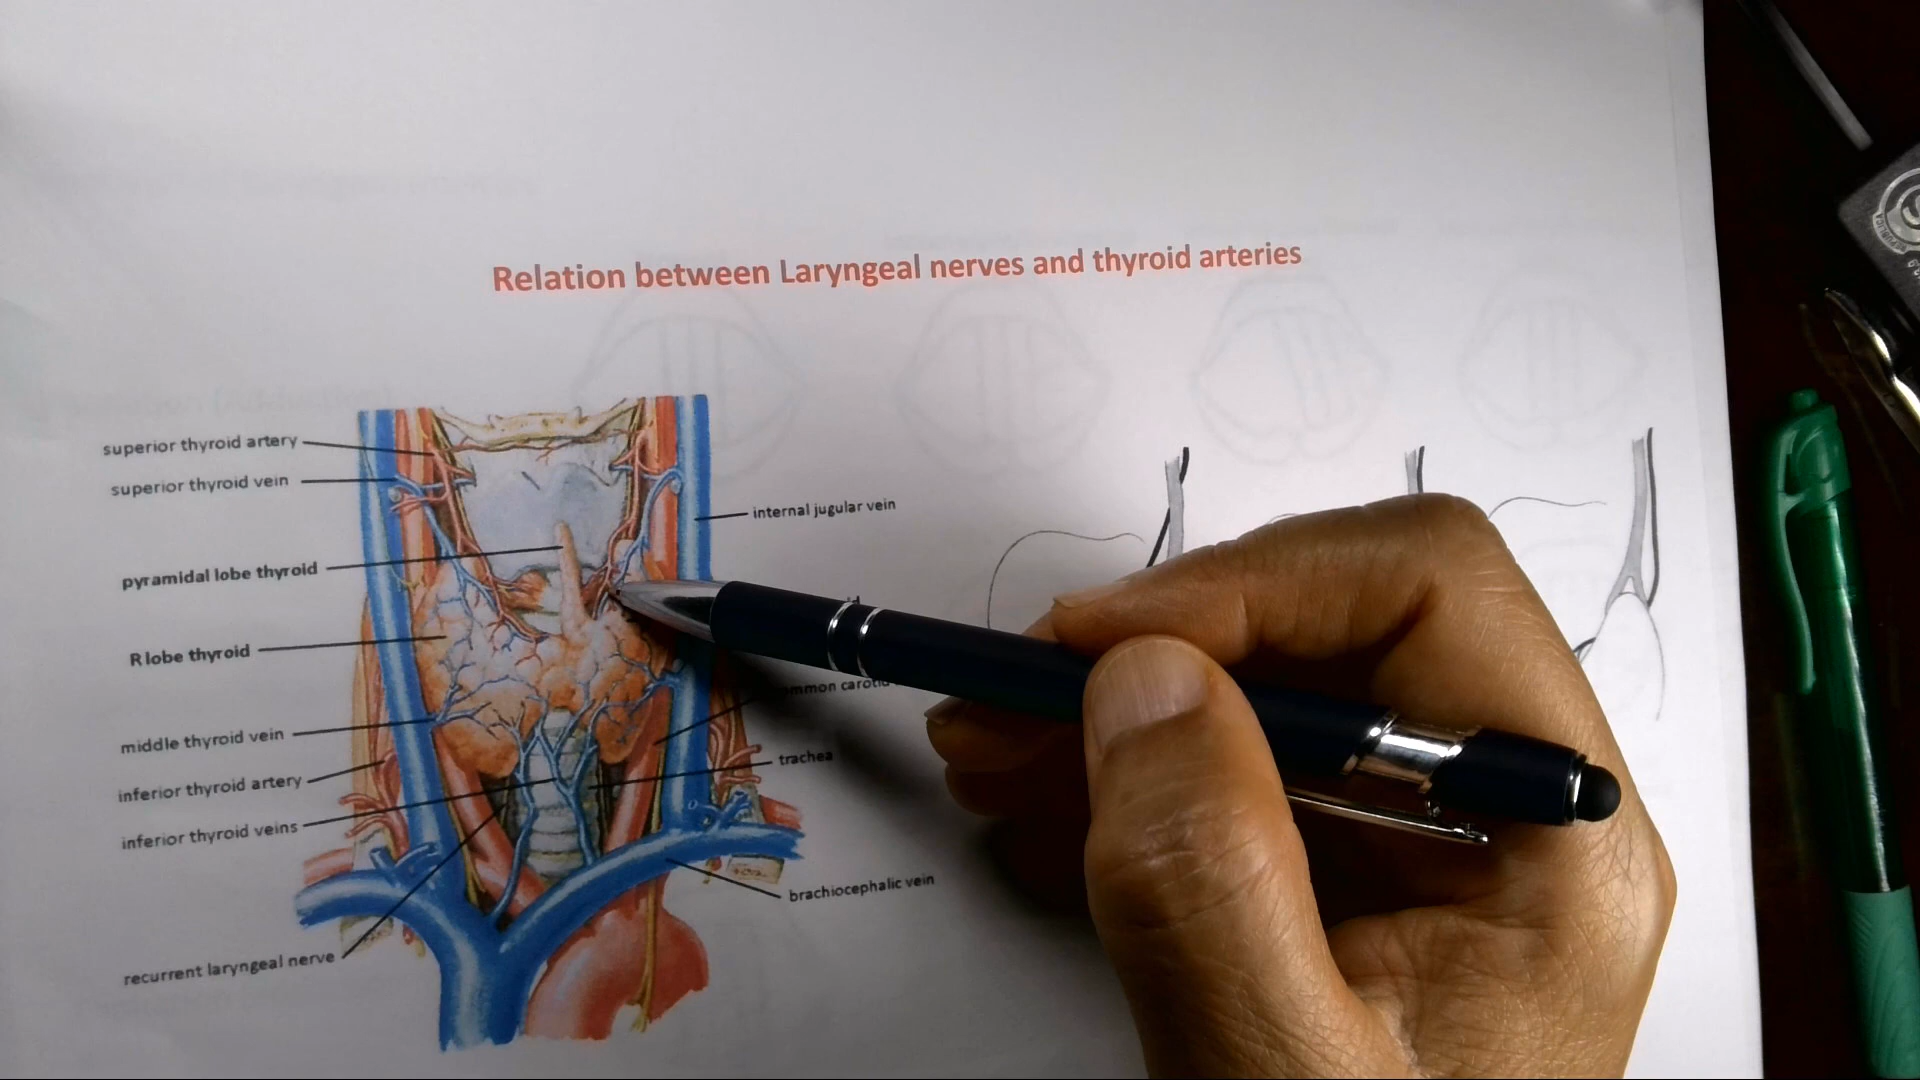 Relation between Laryngeal nerves and thyroid arteries
superior thyroid artery
superior thyroid vein
internal jugular vein
pyramidal lobe thyroid
R lobe thyroid
middle thyroid vein
trachea
inferior thyroid artery
inferior thyroid veins
brachiocephalic vein
recurrent laryngeal nerve